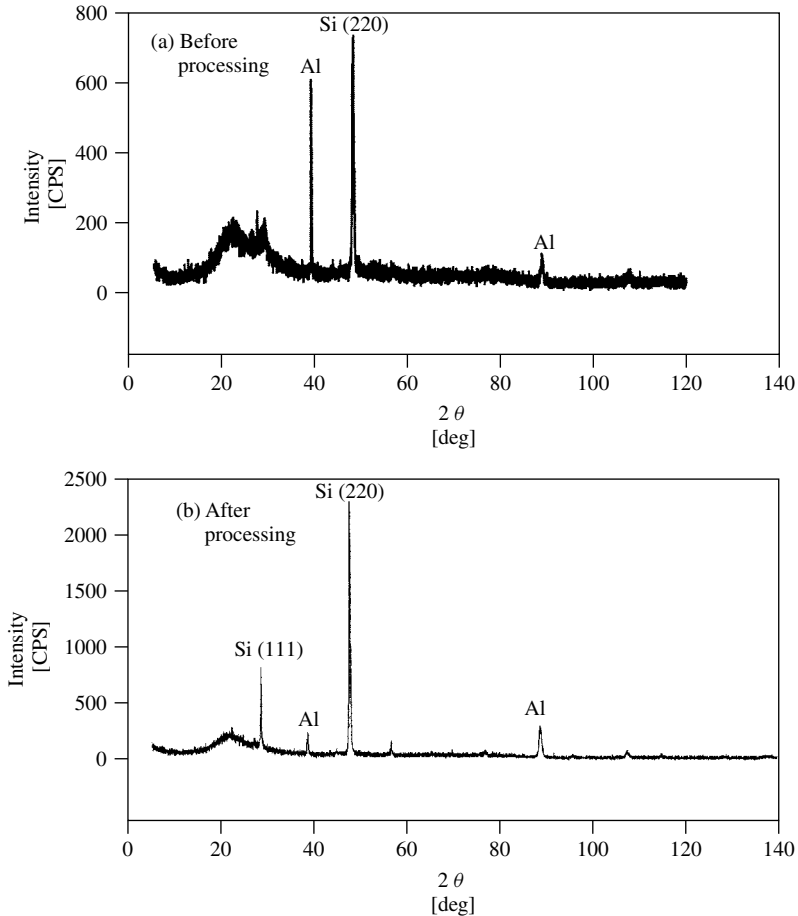 800
600
400
200
0
Intensity
[CPS]
(a) Before
processing
Al
Si (220)
Al
0 20 40 60 80 100 120 140
2 θ
[deg]
2500
2000
1500
1000
500
0
Intensity
[CPS]
(b) After
processing
Si (220)
Si (111)
Al
Al
0 20 40 60 80 100 120 140
2 θ
[deg]